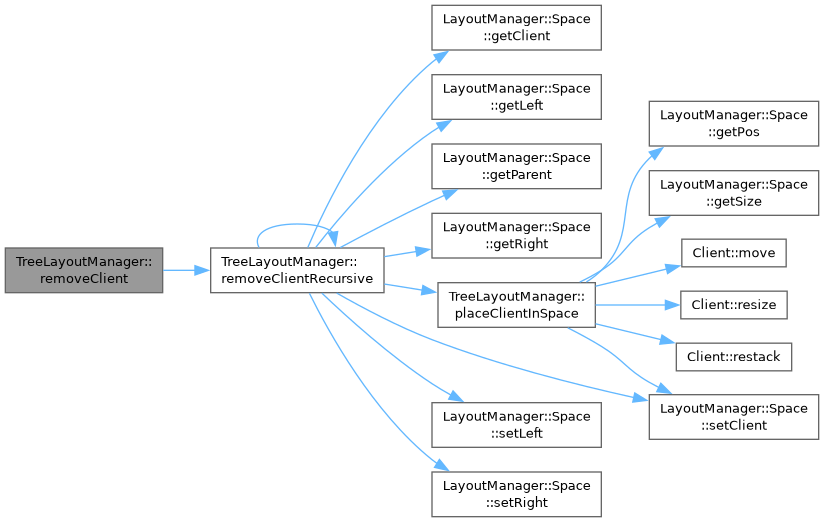 TreeLayoutManager::
removeClient
TreeLayoutManager::
removeClientRecursive
LayoutManager::Space
::getClient
LayoutManager::Space
::getLeft
LayoutManager::Space
::getParent
LayoutManager::Space
::getRight
TreeLayoutManager::
placeClientInSpace
LayoutManager::Space
::setLeft
LayoutManager::Space
::setRight
LayoutManager::Space
::getPos
LayoutManager::Space
::getSize
Client::move
Client::resize
Client::restack
LayoutManager::Space
::setClient